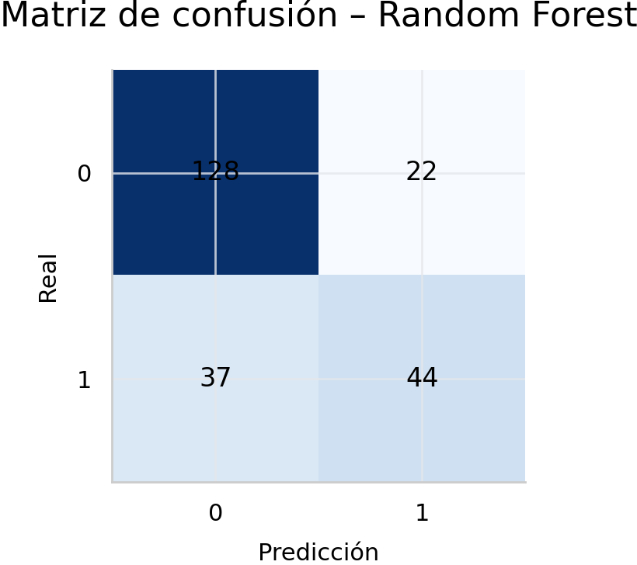 Matriz de confusión – Random Forest
0
128
22
Real
1
37
44
0
1
Predicción